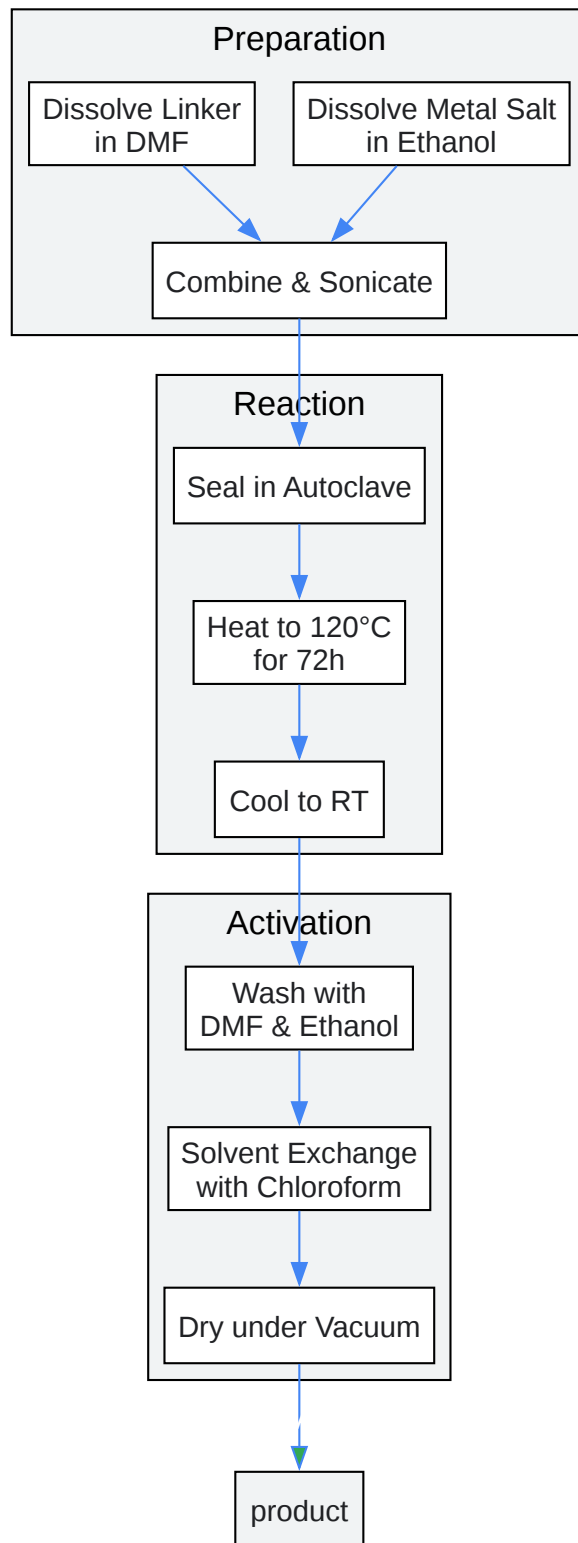 Preparation
Dissolve Linker
in DMF
Dissolve Metal Salt
in Ethanol
Combine & Sonicate
Reaction
Seal in Autoclave
Heat to 120°C
for 72h
Cool to RT
Activation
Wash with
DMF & Ethanol
Solvent Exchange
with Chloroform
Dry under Vacuum
product